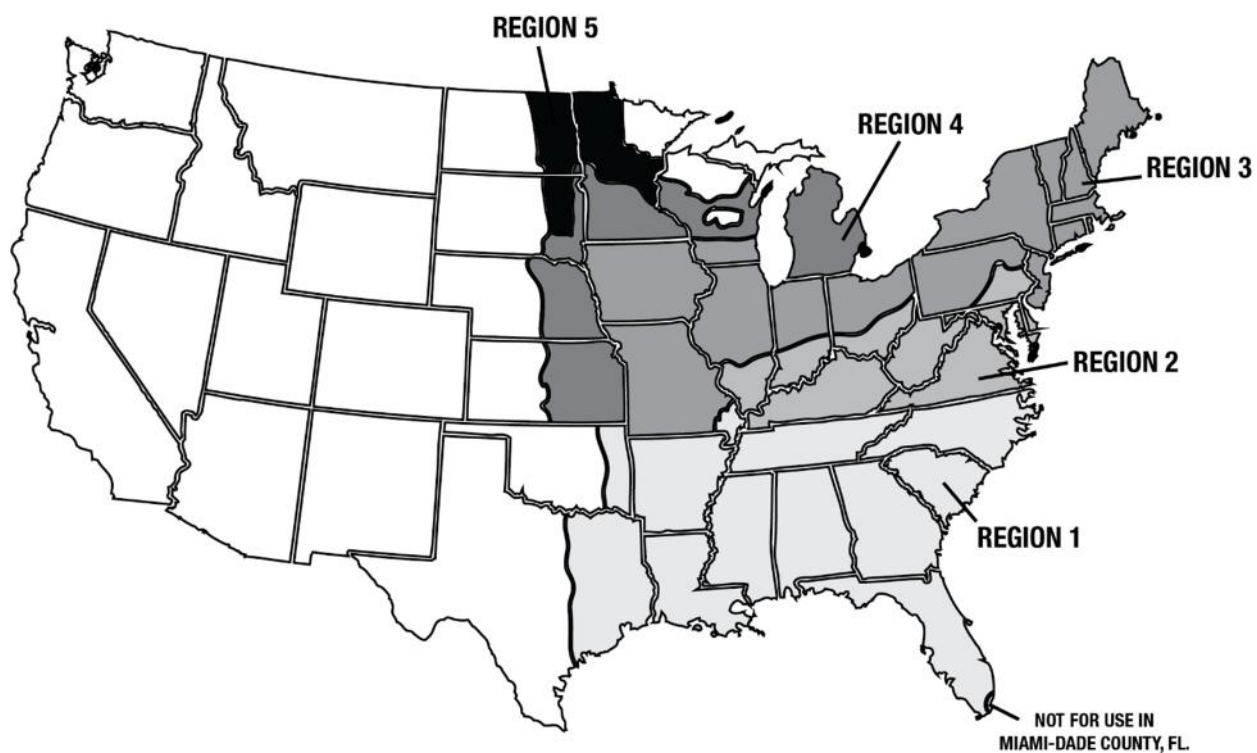 REGION 5
REGION 4
REGION 3
REGION 2
REGION 1
NOT FOR USE IN
MIAMI-DADE COUNTY, FL.